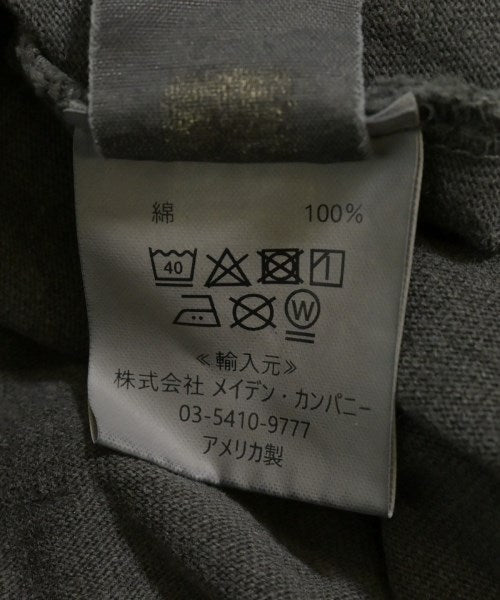 綿 100%
40
W
≪輸入元≫
株式会社 メイデン・カンパニー
03-5410-9777
アメリカ製